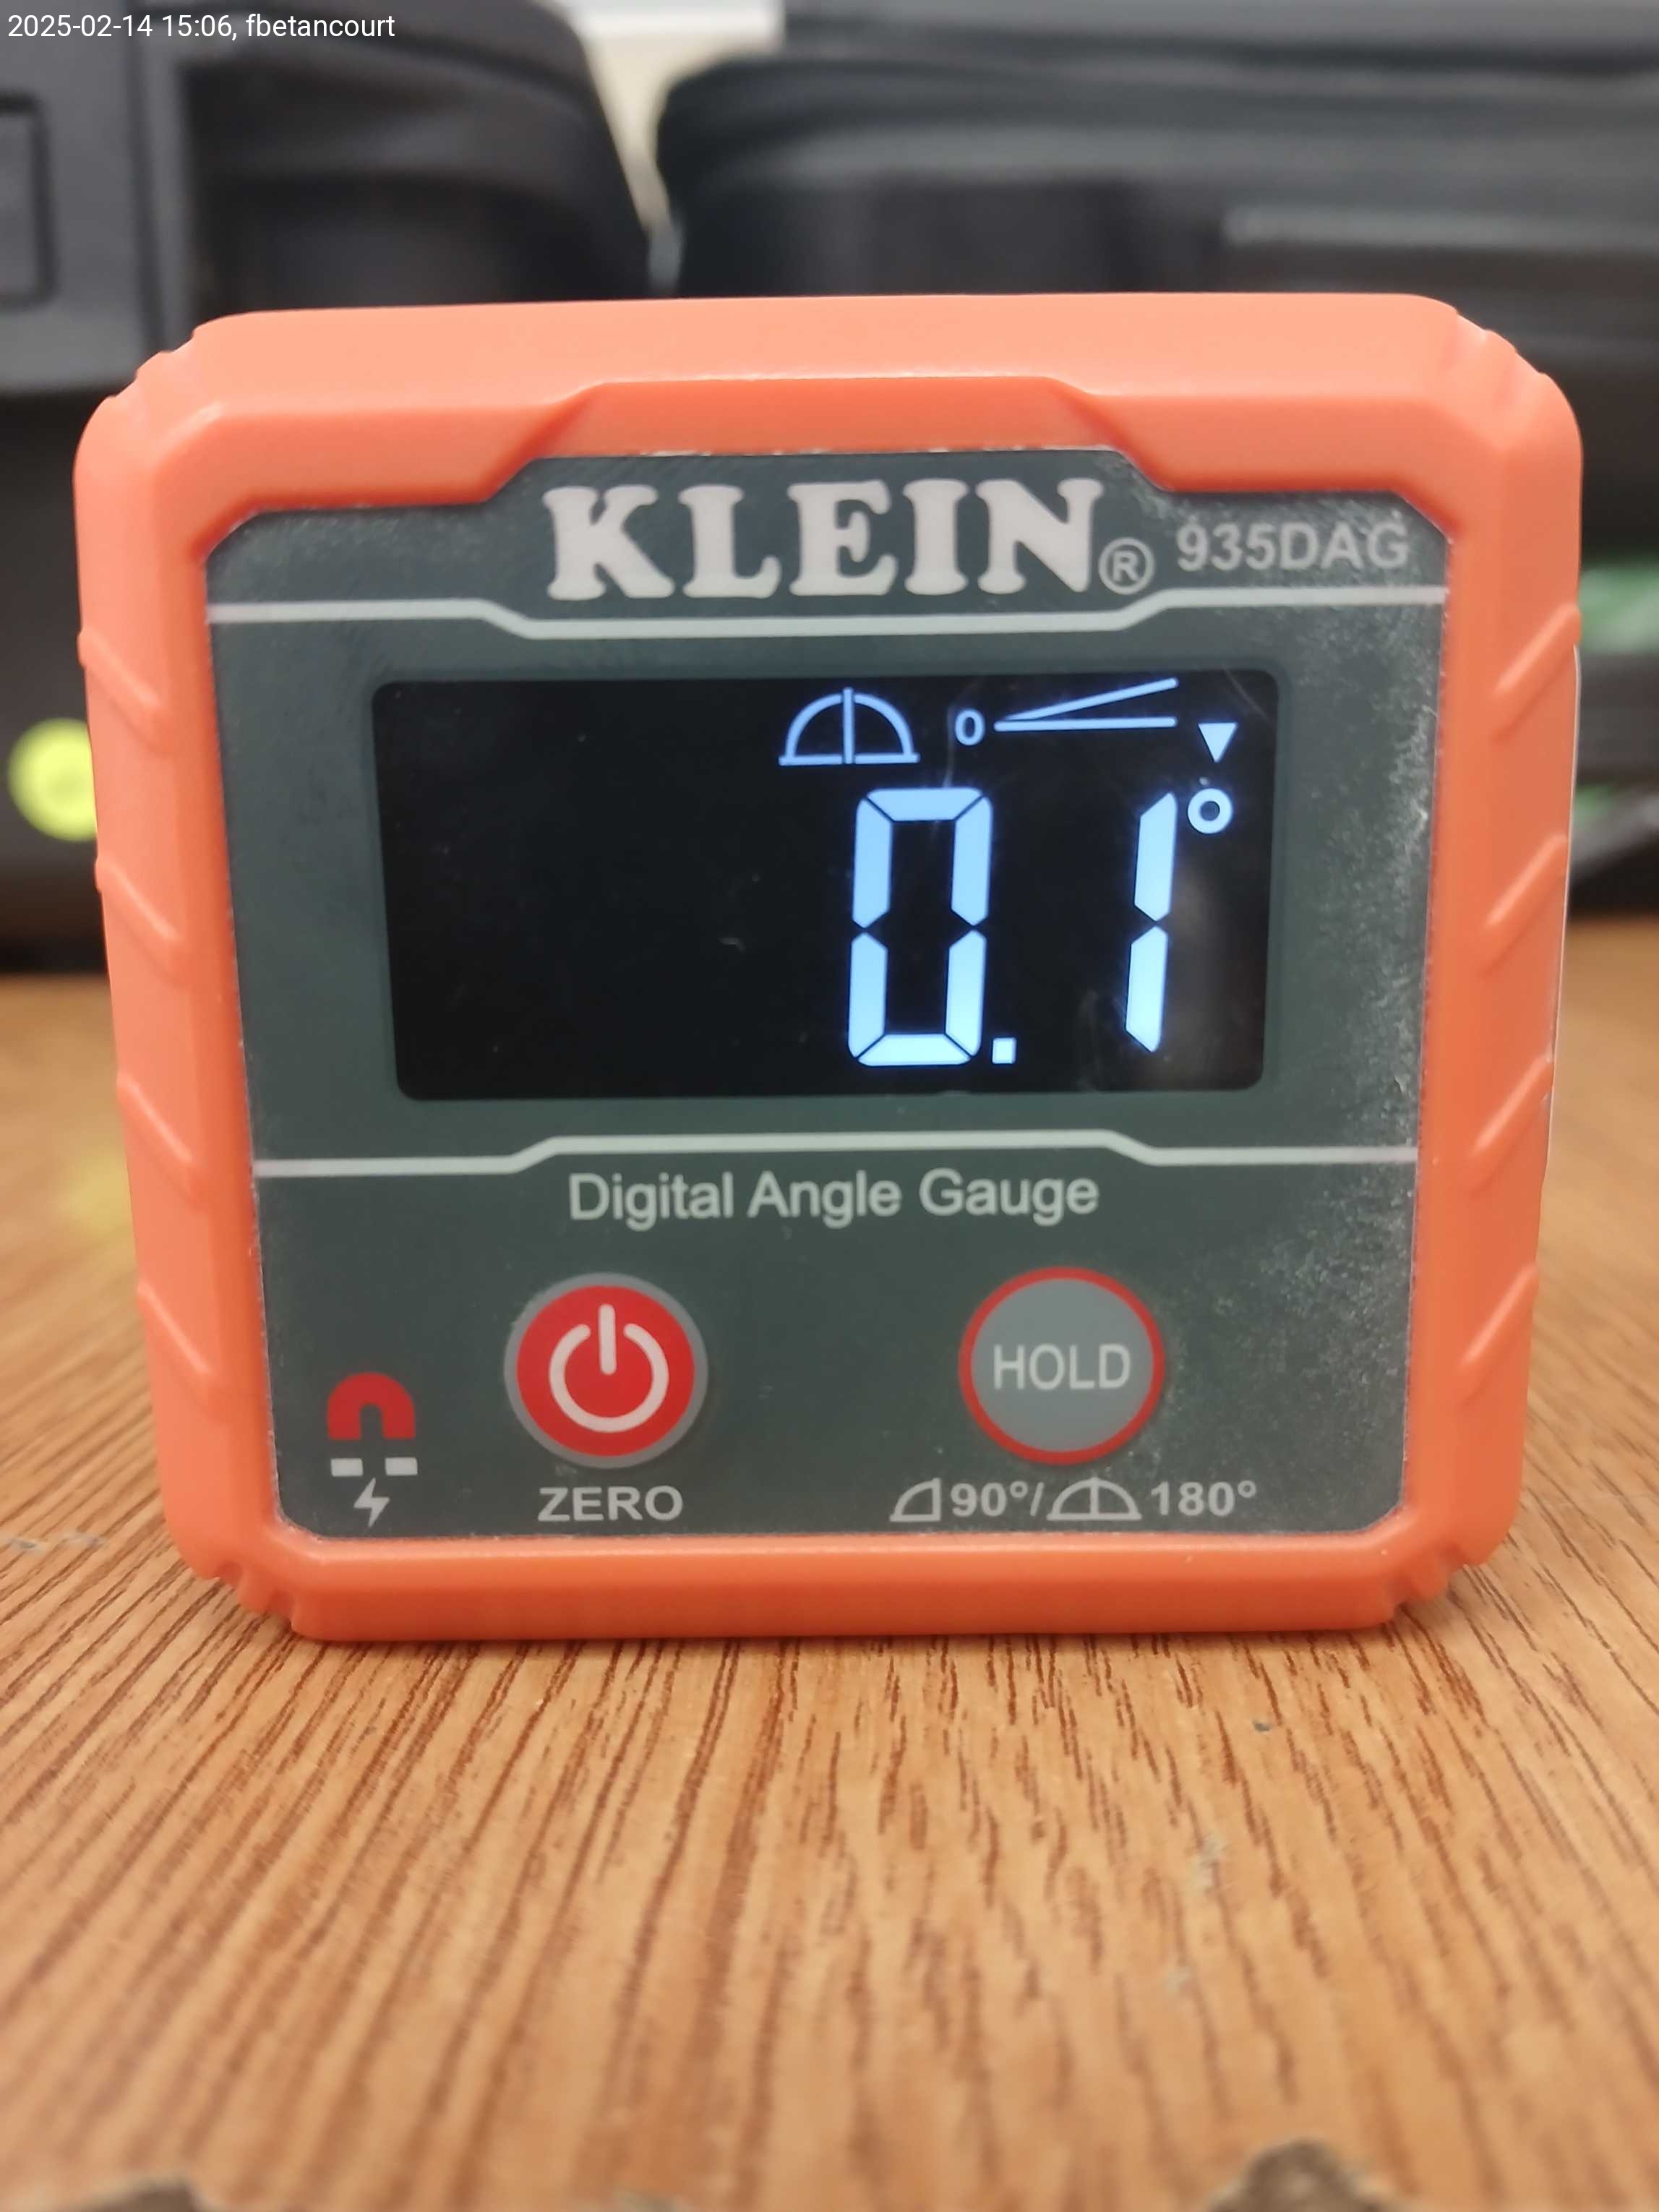 2025-02-14 15:06, fbetancourt
KLEIN® 935DAG
0
0.1°
Digital Angle Gauge
HOLD
ZERO
90°/ 180°